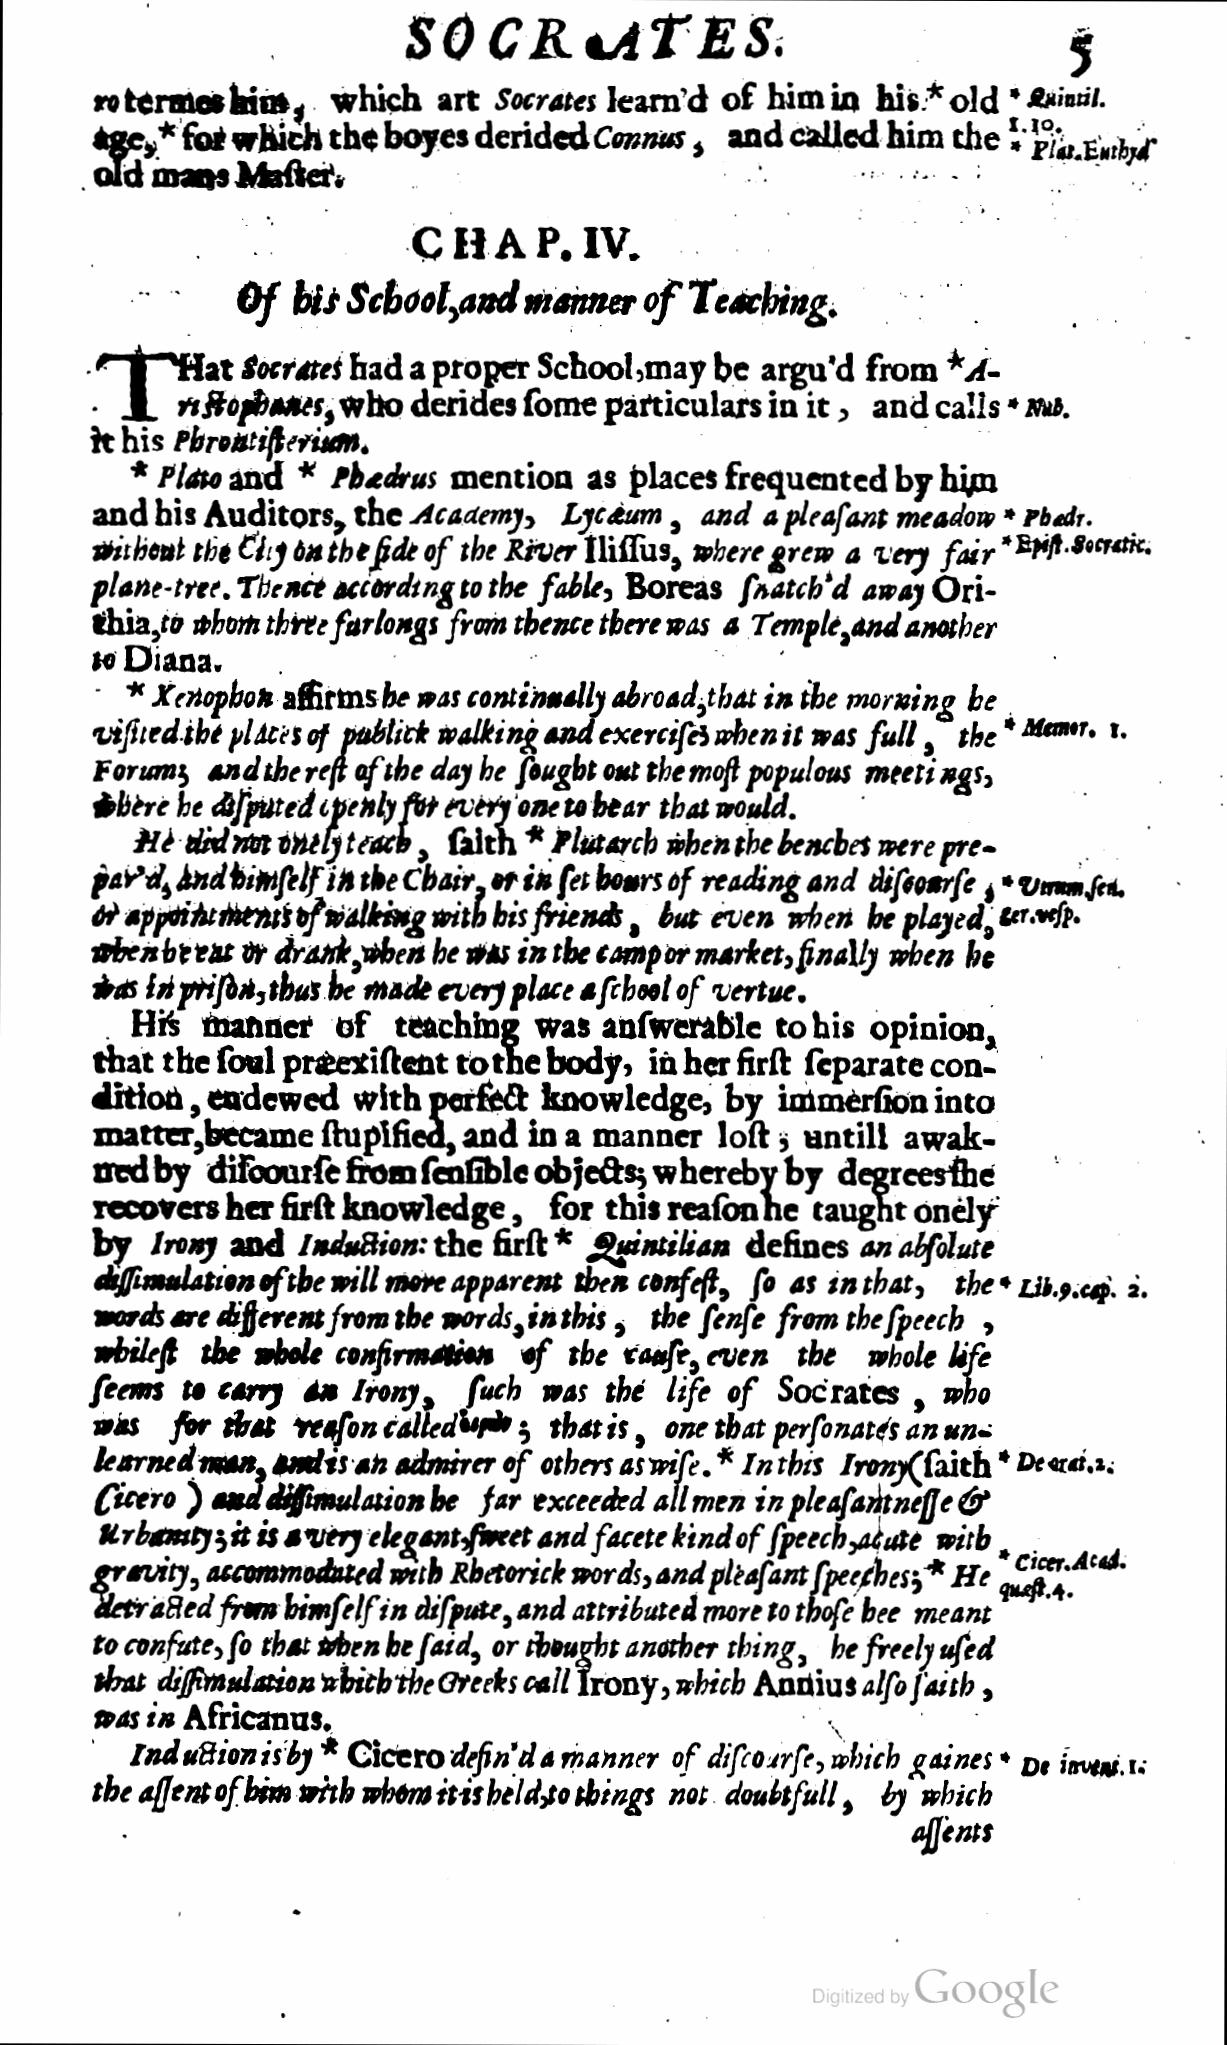 SOCRATES.
5
ro termes him, which art Socrates learn'd of him in his * old
* Quintil.
1.10.
age, * for which the boyes derided Connus, and called him the
* Plat. Euthyd
old mans Maſter.
CHAP. IV.
Of his School, and manner of Teaching.
THat Socrates had a proper School, may be argu'd from * A-
riſtophanes, who derides ſome particulars in it, and calls
* Nub.
it his Phrontiſterium.
* Plato and * Phædrus mention as places frequented by him
and his Auditors, the Academy, Lycæum, and a pleaſant meadow
* Phædr.
without the City on the ſide of the River Iliſſus, where grew a very fair
* Epiſt. Socratic.
plane-tree. Thence according to the fable, Boreas ſnatch'd away Ori-
thia, to whom three furlongs from thence there was a Temple, and another
to Diana.
* Xenophon affirms he was continually abroad, that in the morning he
viſited the places of publick walking and exerciſes when it was full, the
* Memor. 1.
Forum; and the reſt of the day he ſought out the moſt populous meetings,
where he diſputed openly for every one to hear that would.
He did not onely teach, ſaith * Plutarch when the benches were pre-
par'd, and himſelf in the Chair, or in ſet hours of reading and diſcourſe,
* Utrum. ſen.
or appointments of walking with his friends, but even when he played,
ger. reſp.
when he eat or drank, when he was in the camp or market, finally when he
was in priſon, thus he made every place a ſchool of vertue.
His manner of teaching was anſwerable to his opinion,
that the ſoul præexiſtent to the body, in her firſt ſeparate con-
dition, endewed with perfect knowledge, by immerſion into
matter, became ſtupified, and in a manner loſt; untill awak-
ned by diſcourſe from ſenſible objects; whereby by degrees ſhe
recovers her firſt knowledge, for this reaſon he taught onely
by Irony and Induction: the firſt * Quintilian defines an abſolute
diſſimulation of the will more apparent then confeſt, ſo as in that, the
* Lib. 9. cap. 2.
words are different from the words, in this, the ſenſe from the ſpeech,
whileſt the whole confirmation of the cauſe, even the whole life
ſeems to carry an Irony, ſuch was the life of Socrates, who
was for that reaſon called ; that is, one that perſonates an un-
learned man, and is an admirer of others as wiſe. * In this Irony (ſaith
* De orat. 2.
Cicero) and diſſimulation he far exceeded all men in pleaſantneſſe &
Urbanity; it is a very elegant, ſweet and facete kind of ſpeech, acute with
gravity, accommodated with Rhetorick words, and pleaſant ſpeeches; * He
* Cicer. Acad.
queſt. 4.
detracted from himſelf in diſpute, and attributed more to thoſe hee meant
to confute, ſo that when he ſaid, or thought another thing, he freely uſed
that diſſimulation which the Greeks call Irony, which Annius alſo ſaith,
was in Africanus.
Induction is by * Cicero defin'd a manner of diſcourſe, which gaines
* De invent. 1.
the aſſent of him with whom it is held, to things not doubtfull, by which
aſſents
Digitized by Google